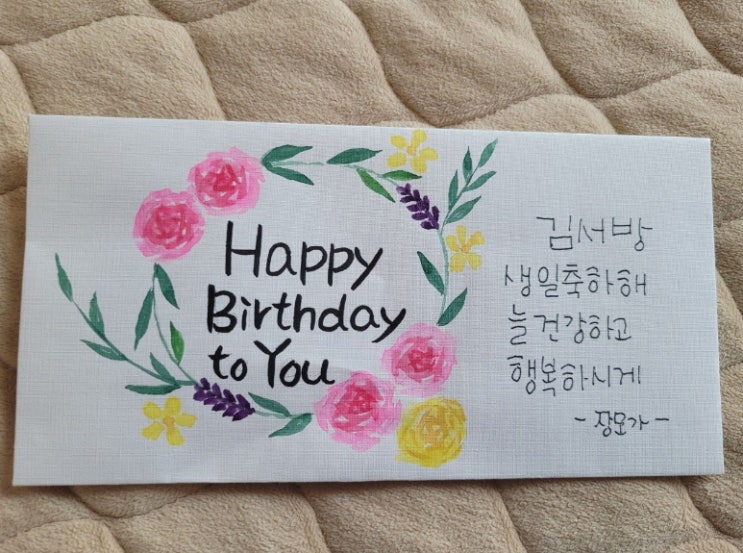 Happy
Birthday
to You
김서방
생일축하해
늘 건강하고
행복하시게
- 장모가 -